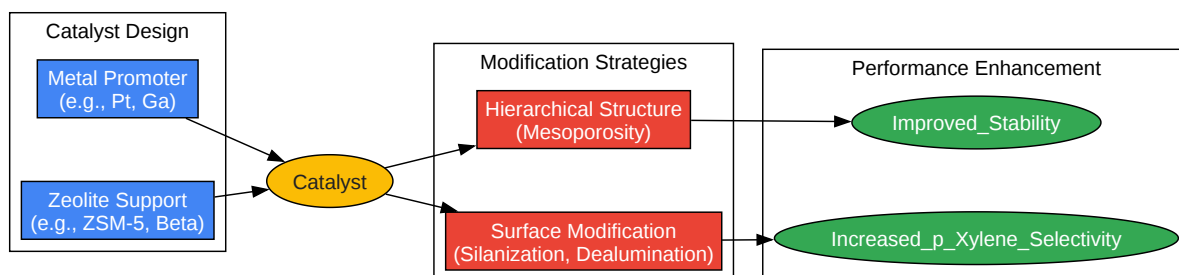 Catalyst Design
Metal Promoter
(e.g., Pt, Ga)
Zeolite Support
(e.g., ZSM-5, Beta)
Catalyst
Modification Strategies
Hierarchical Structure
(Mesoporosity)
Surface Modification
(Silanization, Dealumination)
Performance Enhancement
Improved_Stability
Increased_p_Xylene_Selectivity